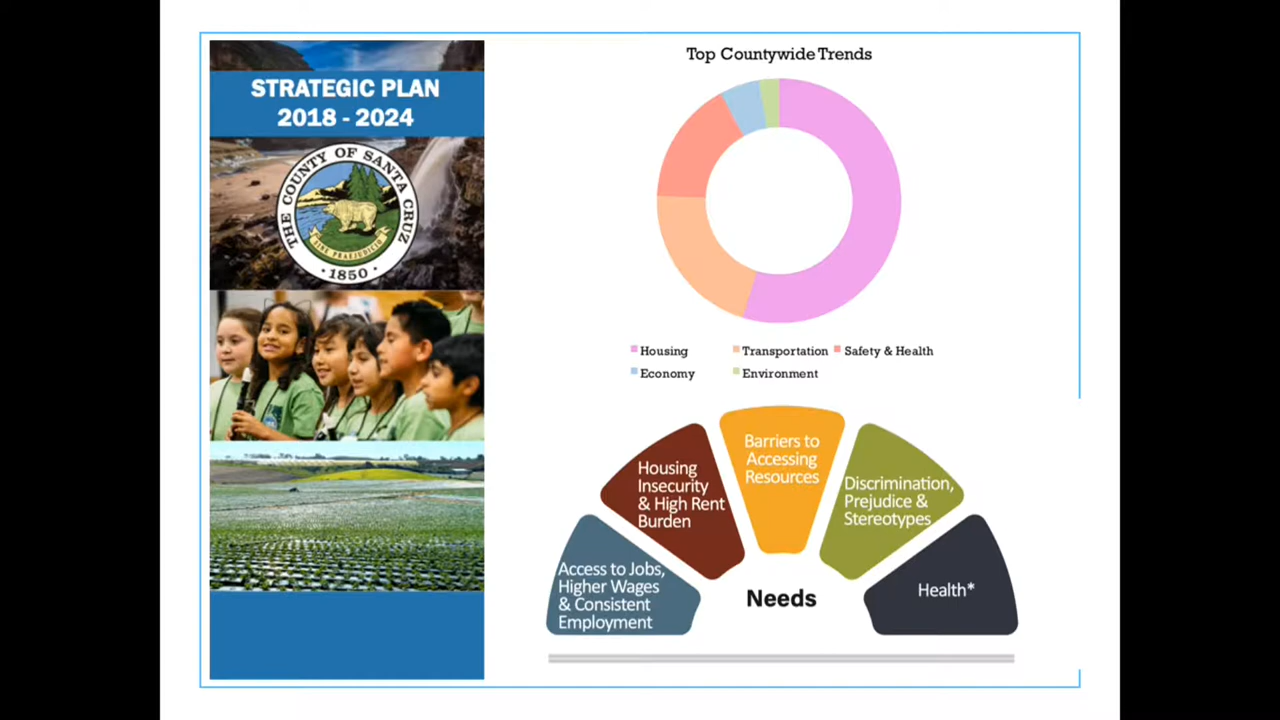 STRATEGIC PLAN
2018 - 2024
THE COUNTY OF SANTA CRUZ
SINE PRAEJUDICIO
· 1850 ·
Top Countywide Trends
Housing
Transportation
Safety & Health
Economy
Environment
Access to Jobs,
Higher Wages
& Consistent
Employment
Housing
Insecurity
& High Rent
Burden
Barriers to
Accessing
Resources
Discrimination,
Prejudice &
Stereotypes
Health*
Needs